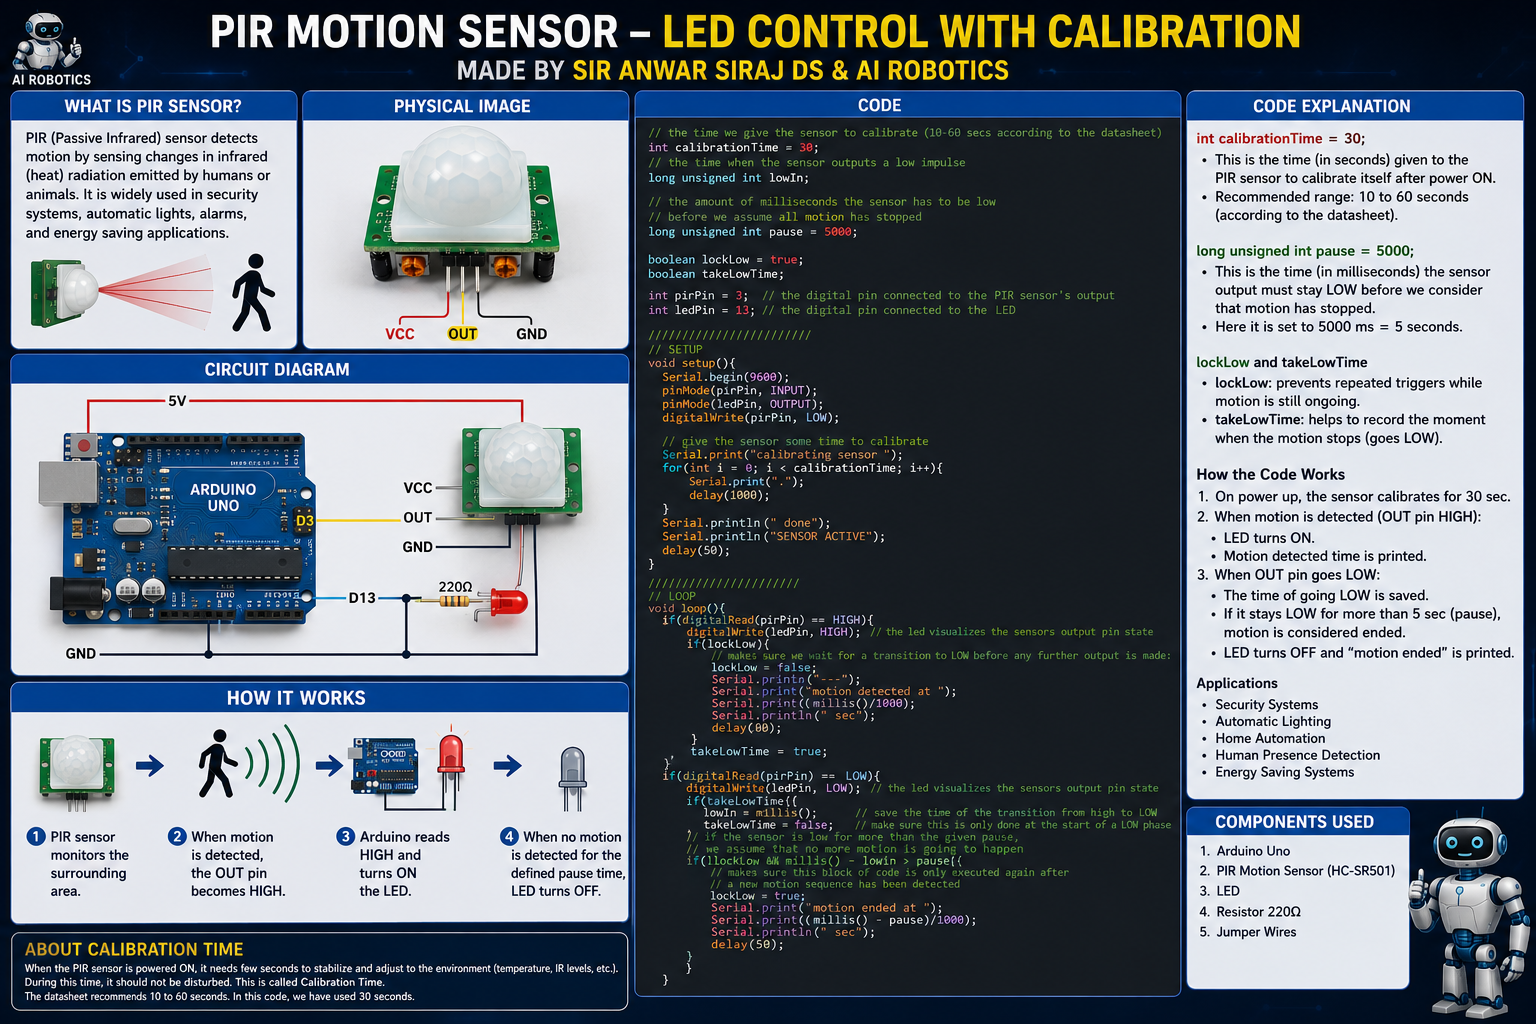 AI ROBOTICS
PIR MOTION SENSOR – LED CONTROL WITH CALIBRATION
MADE BY SIR ANWAR SIRAJ DS & AI ROBOTICS
WHAT IS PIR SENSOR?
PIR (Passive Infrared) sensor detects
motion by sensing changes in infrared
(heat) radiation emitted by humans or
animals. It is widely used in security
systems, automatic lights, alarms,
and energy saving applications.
PHYSICAL IMAGE
VCC
OUT
GND
CIRCUIT DIAGRAM
5V
ARDUINO
UNO
D3
VCC
OUT
GND
220Ω
D13
GND
HOW IT WORKS
1 PIR sensor
monitors the
surrounding
area.
2 When motion
is detected,
the OUT pin
becomes HIGH.
3 Arduino reads
HIGH and
turns ON
the LED.
4 When no motion
is detected for the
defined pause time,
LED turns OFF.
ABOUT CALIBRATION TIME
When the PIR sensor is powered ON, it needs few seconds to stabilize and adjust to the environment (temperature, IR levels, etc.).
During this time, it should not be disturbed. This is called Calibration Time.
The datasheet recommends 10 to 60 seconds. In this code, we have used 30 seconds.
CODE
// the time we give the sensor to calibrate (10-60 secs according to the datasheet)
int calibrationTime = 30;
// the time when the sensor outputs a low impulse
long unsigned int lowIn;
// the amount of milliseconds the sensor has to be low
// before we assume all motion has stopped
long unsigned int pause = 5000;
boolean lockLow = true;
boolean takeLowTime;
int pirPin = 3; // the digital pin connected to the PIR sensor's output
int ledPin = 13; // the digital pin connected to the LED
////////////////////////
// SETUP
void setup(){
Serial.begin(9600);
pinMode(pirPin, INPUT);
pinMode(ledPin, OUTPUT);
digitalWrite(pirPin, LOW);
// give the sensor some time to calibrate
Serial.print("calibrating sensor ");
for(int i = 0; i < calibrationTime; i++){
Serial.print(".");
delay(1000);
}
Serial.println(" done");
Serial.println("SENSOR ACTIVE");
delay(50);
}
//////////////////////
// LOOP
void loop(){
if(digitalRead(pirPin) == HIGH){
digitalWrite(ledPin, HIGH); // the led visualizes the sensors output pin state
if(lockLow){
// makes sure we wait for a transition to LOW before any further output is made:
lockLow = false;
Serial.printn("---");
Serial.print("motion detected at ");
Serial.print((millis()/1000);
Serial.println(" sec");
delay(00);
}
takeLowTime = true;
}
if(digitalRead(pirPin) == LOW){
digitalWrite(ledPin, LOW); // the led visualizes the sensors output pin state
if(takeLowTime{{
lowIn = millis(); // save the time of the transition from high to LOW
takeLowTime = false; // make sure this is only done at the start of a LOW phase
// if the sensor is low for more than the given pause,
// we assume that no more motion is going to happen
if(!lockLow && millis() - lowin > pause({
// makes sure this block of code is only executed again after
// a new motion sequence has been detected
lockLow = true;
Serial.print("motion ended at ");
Serial.print((millis() - pause)/1000);
Serial.println(" sec");
delay(50);
}
}
}
CODE EXPLANATION
int calibrationTime = 30;
• This is the time (in seconds) given to the
PIR sensor to calibrate itself after power ON.
• Recommended range: 10 to 60 seconds
(according to the datasheet).
long unsigned int pause = 5000;
• This is the time (in milliseconds) the sensor
output must stay LOW before we consider
that motion has stopped.
• Here it is set to 5000 ms = 5 seconds.
lockLow and takeLowTime
• lockLow: prevents repeated triggers while
motion is still ongoing.
• takeLowTime: helps to record the moment
when the motion stops (goes LOW).
How the Code Works
1. On power up, the sensor calibrates for 30 sec.
2. When motion is detected (OUT pin HIGH):
• LED turns ON.
• Motion detected time is printed.
3. When OUT pin goes LOW:
• The time of going LOW is saved.
• If it stays LOW for more than 5 sec (pause),
motion is considered ended.
• LED turns OFF and “motion ended” is printed.
Applications
• Security Systems
• Automatic Lighting
• Home Automation
• Human Presence Detection
• Energy Saving Systems
COMPONENTS USED
1. Arduino Uno
2. PIR Motion Sensor (HC-SR501)
3. LED
4. Resistor 220Ω
5. Jumper Wires